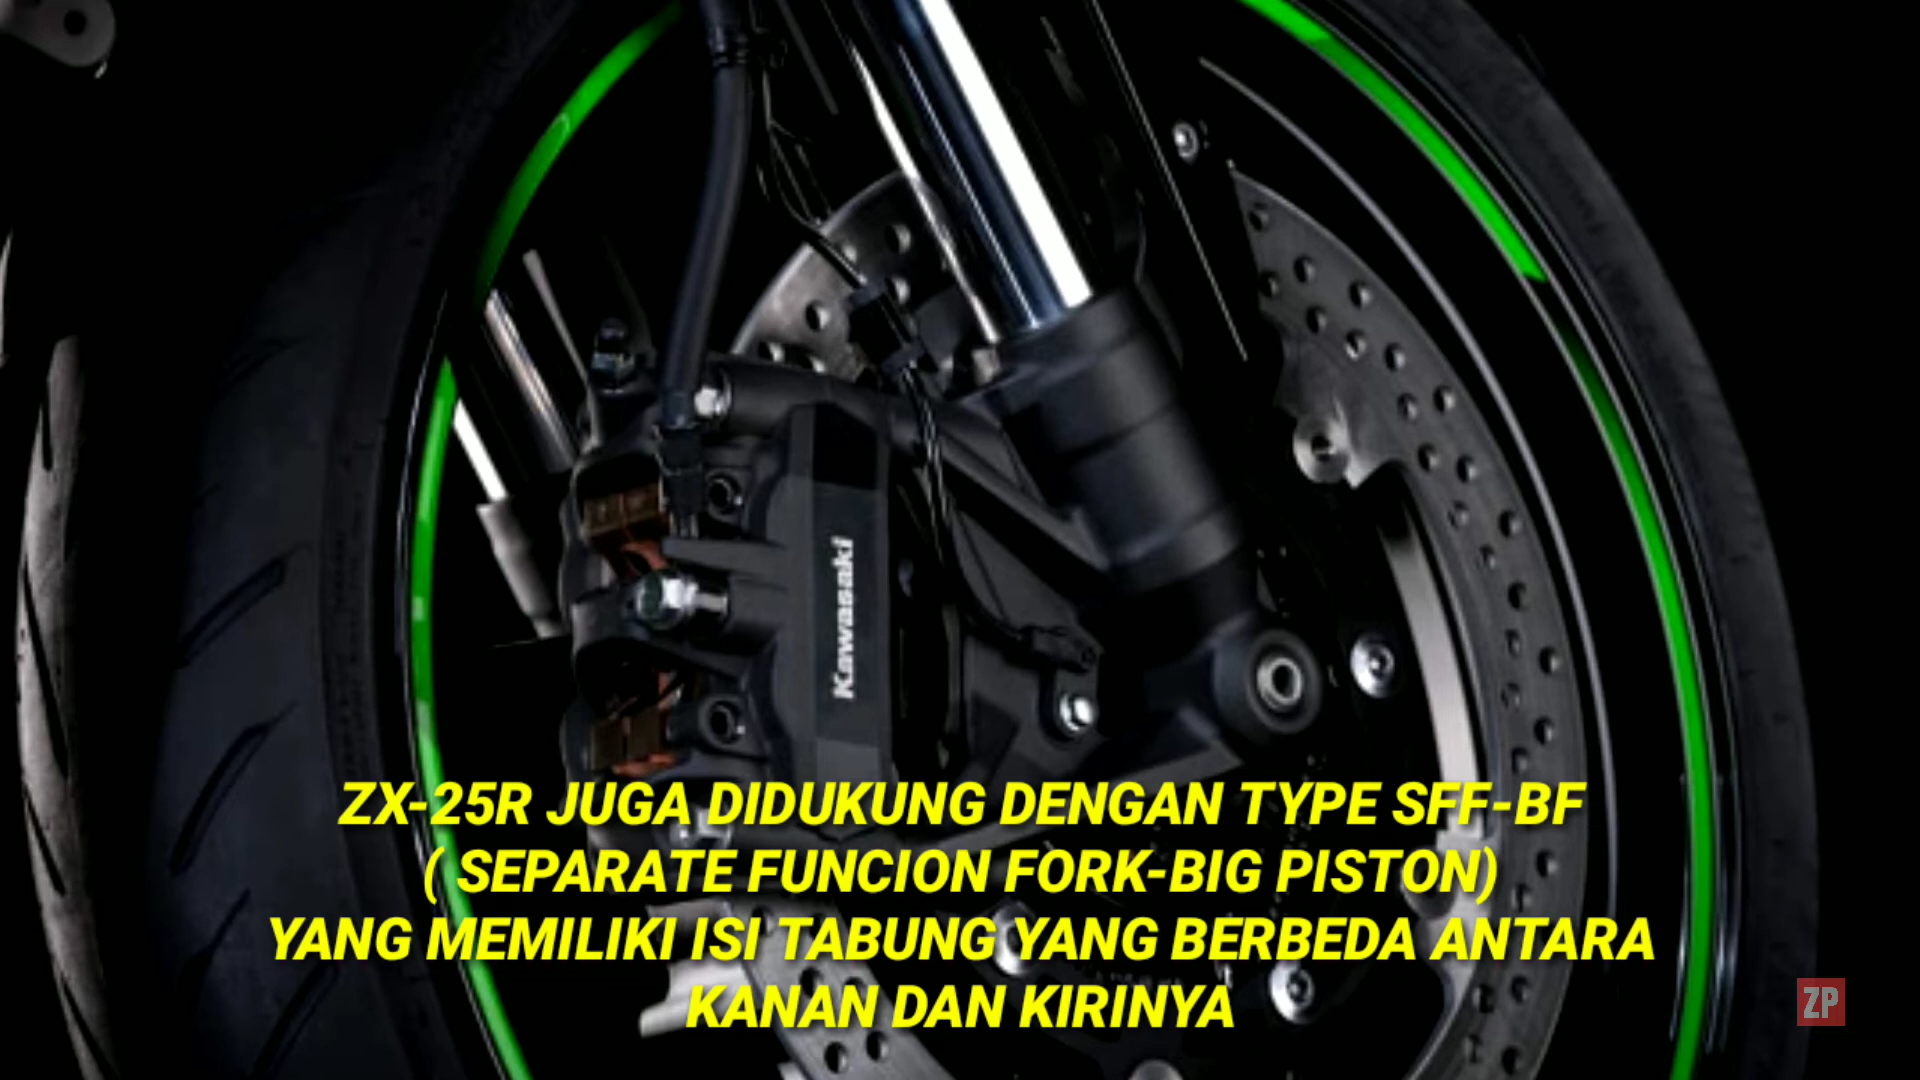 Kawasaki
ZX-25R JUGA DIDUKUNG DENGAN TYPE SFF-BF
( SEPARATE FUNCION FORK-BIG PISTON)
YANG MEMILIKI ISI TABUNG YANG BERBEDA ANTARA
KANAN DAN KIRINYA
ZP